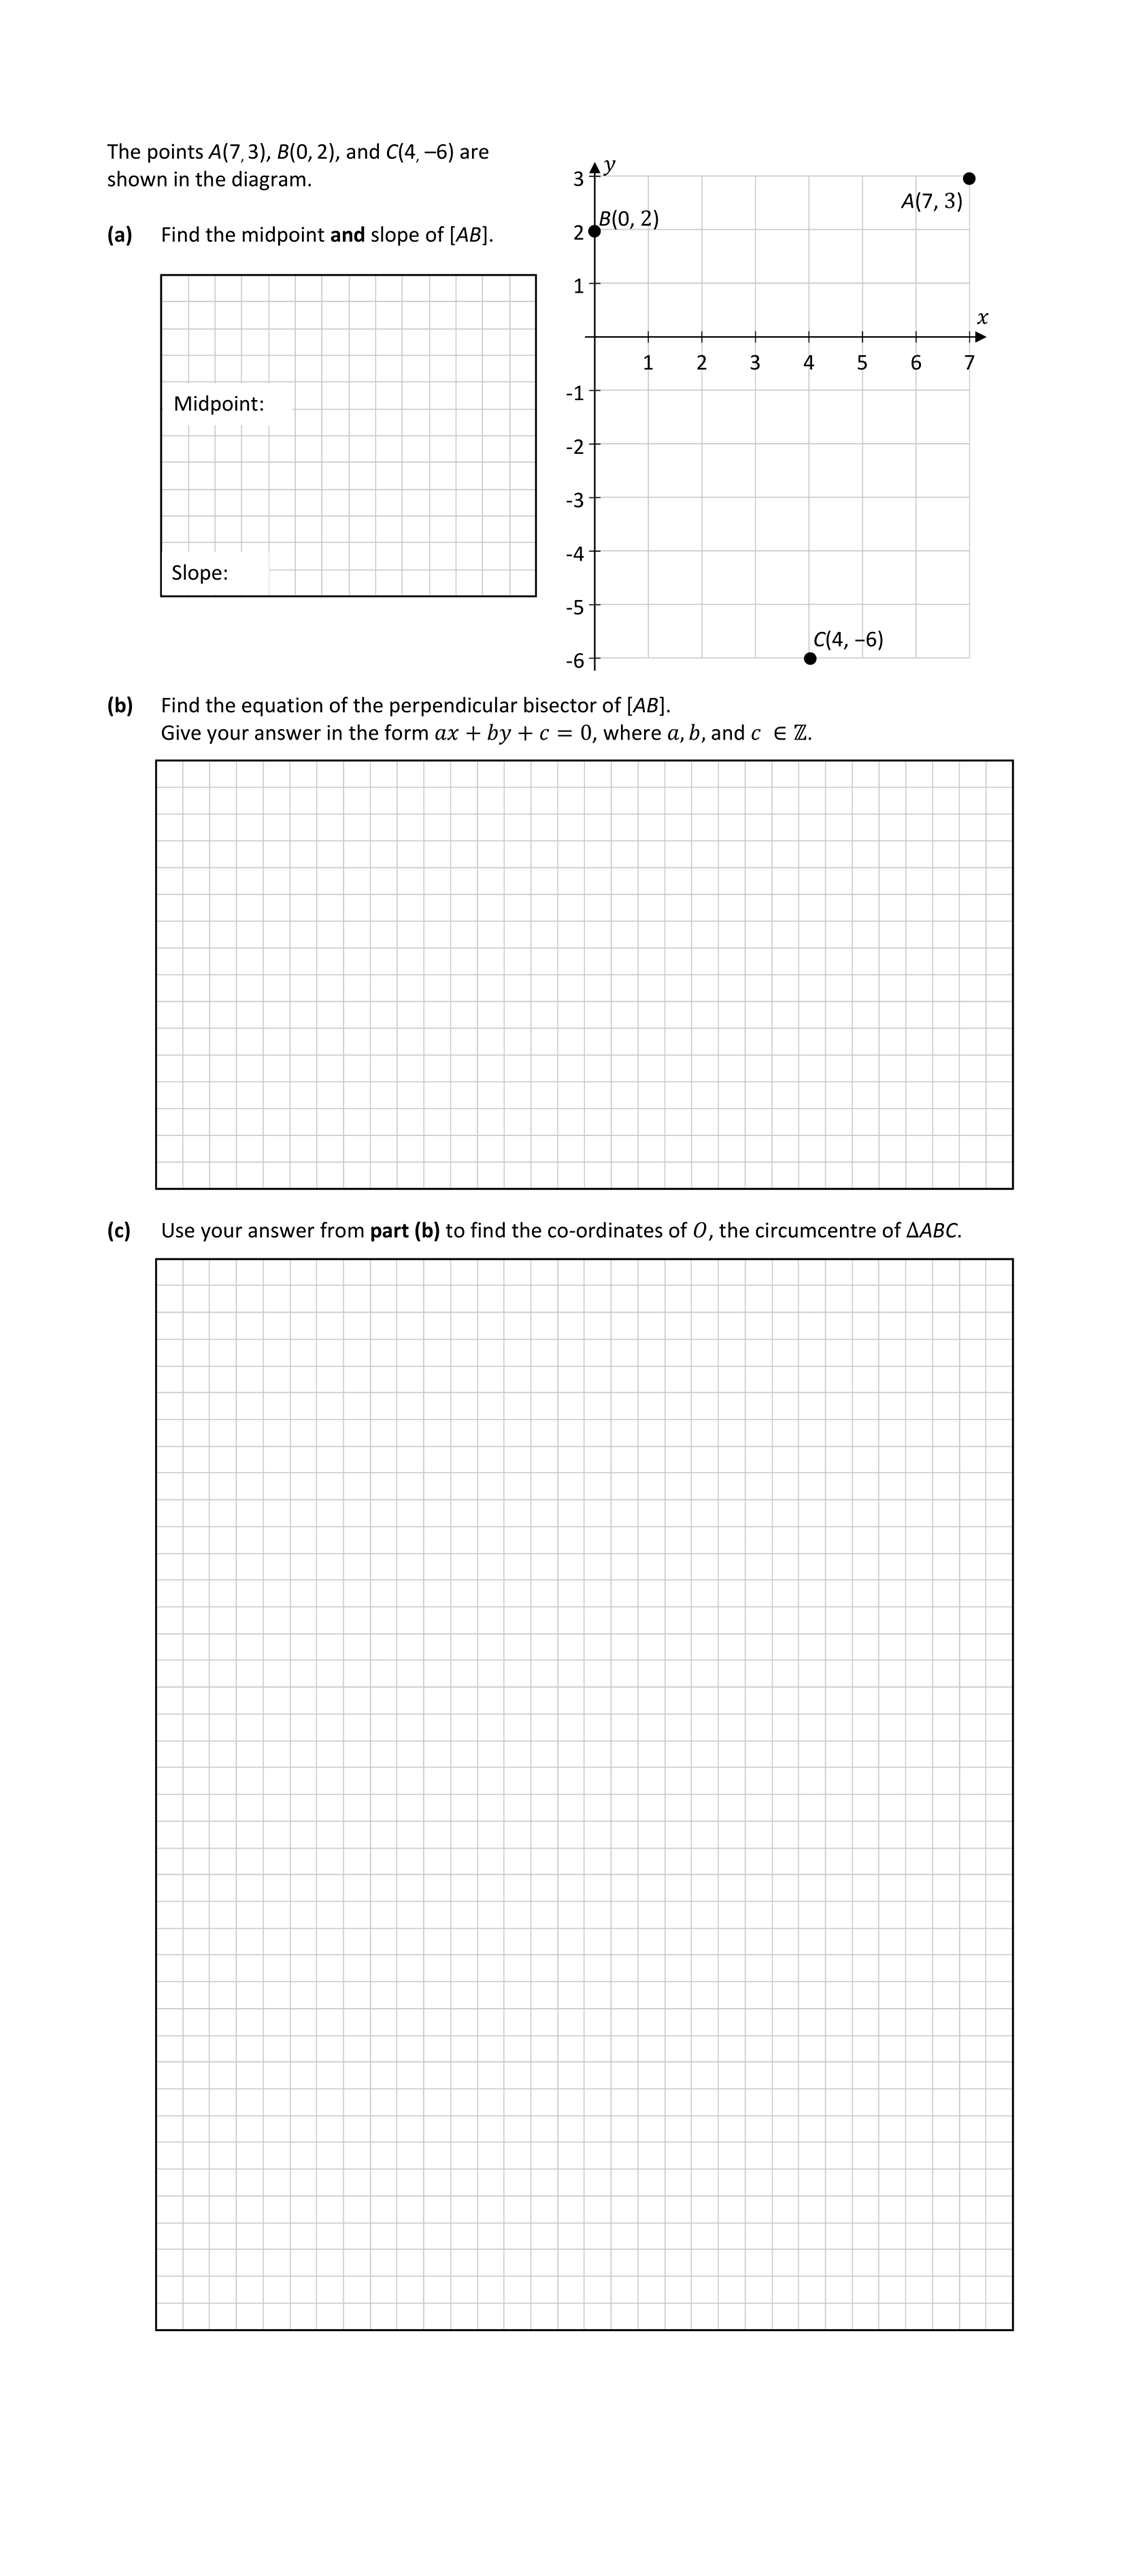 The points A(7, 3), B(0, 2), and C(4, –6) are
shown in the diagram.
(a) Find the midpoint and slope of [AB].
Midpoint:
Slope:
y
3
A(7, 3)
B(0, 2)
2
1
x
1 2 3 4 5 6 7
-1
-2
-3
-4
-5
C(4, –6)
-6
(b) Find the equation of the perpendicular bisector of [AB].
Give your answer in the form ax + by + c = 0, where a, b, and c ∈ ℤ.
(c) Use your answer from part (b) to find the co-ordinates of O, the circumcentre of ΔABC.